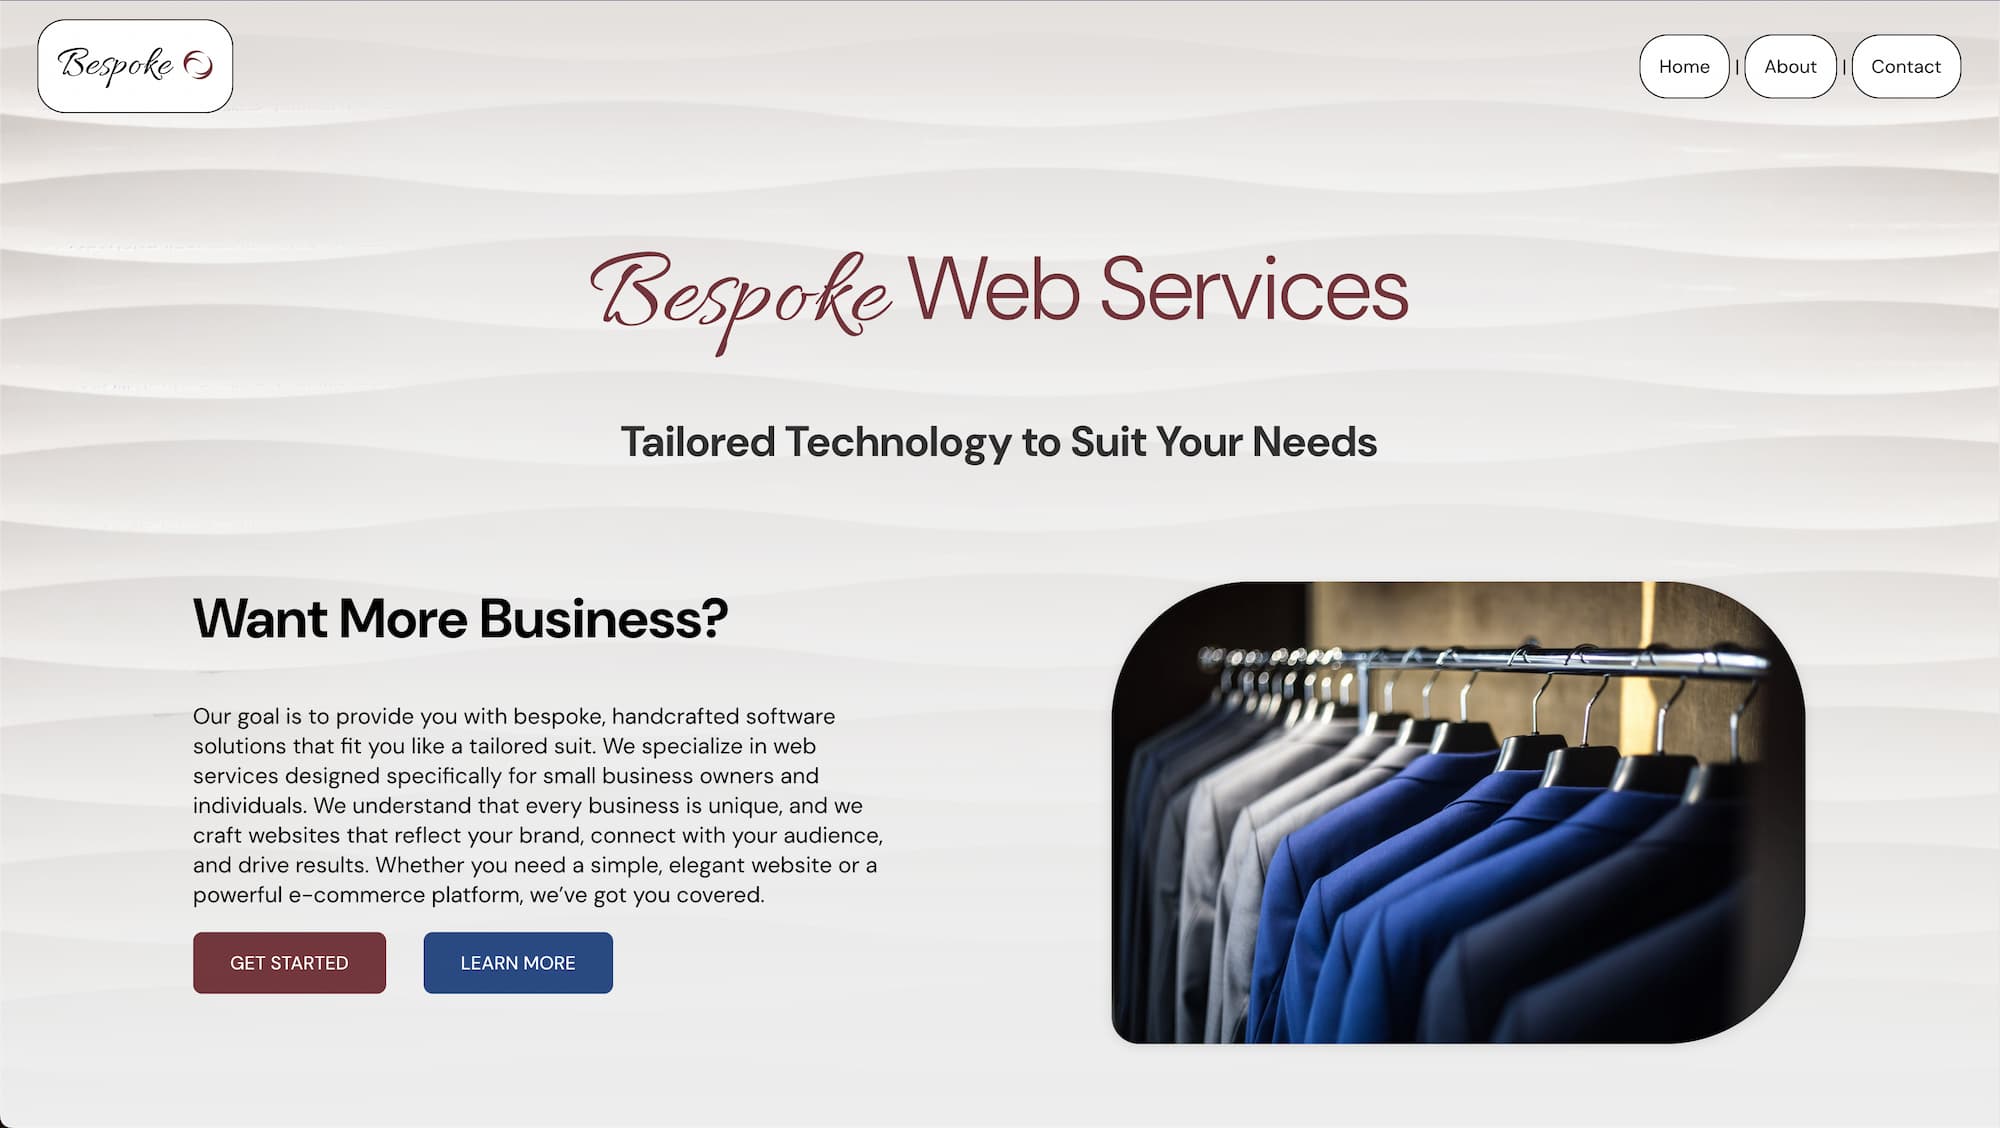 Bespoke
Home | About | Contact
Bespoke Web Services
Tailored Technology to Suit Your Needs
Want More Business?
Our goal is to provide you with bespoke, handcrafted software
solutions that fit you like a tailored suit. We specialize in web
services designed specifically for small business owners and
individuals. We understand that every business is unique, and we
craft websites that reflect your brand, connect with your audience,
and drive results. Whether you need a simple, elegant website or a
powerful e-commerce platform, we’ve got you covered.
GET STARTED LEARN MORE